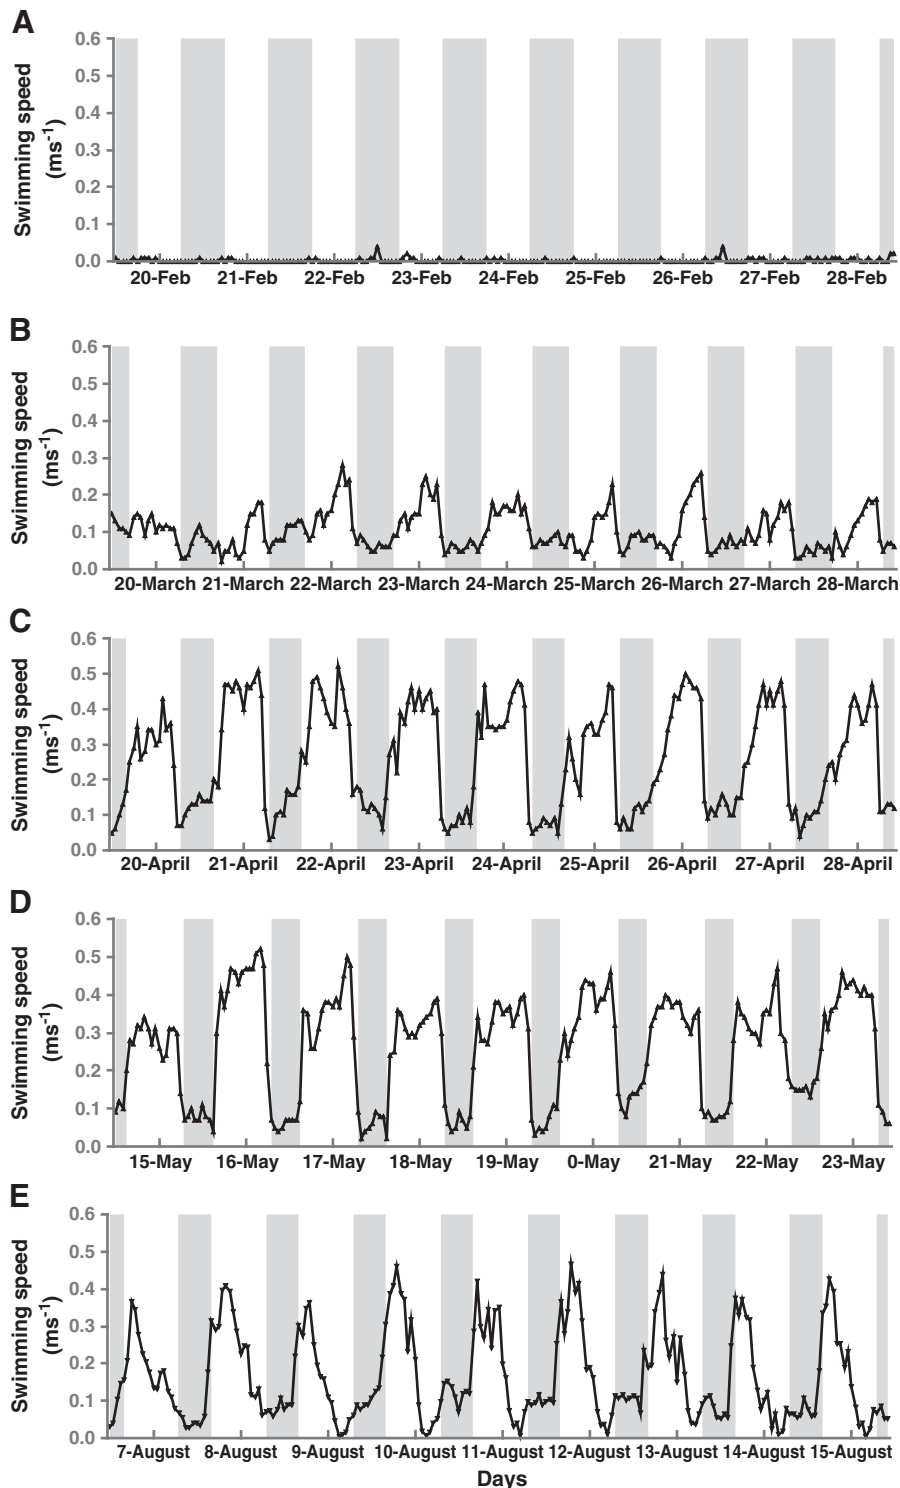 A
Swimming speed
(ms-1)
0.6
0.5
0.4
0.3
0.2
0.1
0.0
20-Feb 21-Feb 22-Feb 23-Feb 24-Feb 25-Feb 26-Feb 27-Feb 28-Feb
B
Swimming speed
(ms-1)
0.6
0.5
0.4
0.3
0.2
0.1
0.0
20-March 21-March 22-March 23-March 24-March 25-March 26-March 27-March 28-March
C
Swimming speed
(ms-1)
0.6
0.5
0.4
0.3
0.2
0.1
0.0
20-April 21-April 22-April 23-April 24-April 25-April 26-April 27-April 28-April
D
Swimming speed
(ms-1)
0.6
0.5
0.4
0.3
0.2
0.1
0.0
15-May 16-May 17-May 18-May 19-May 0-May 21-May 22-May 23-May
E
Swimming speed
(ms-1)
0.6
0.5
0.4
0.3
0.2
0.1
0.0
7-August 8-August 9-August 10-August 11-August 12-August 13-August 14-August 15-August
Days